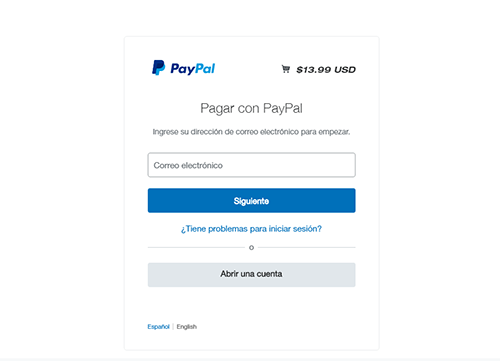 PayPal $13.99 USD
Pagar con PayPal
Ingrese su dirección de correo electrónico para empezar.
Correo electrónico
Siguiente
¿Tiene problemas para iniciar sesión?
o
Abrir una cuenta
Español | English